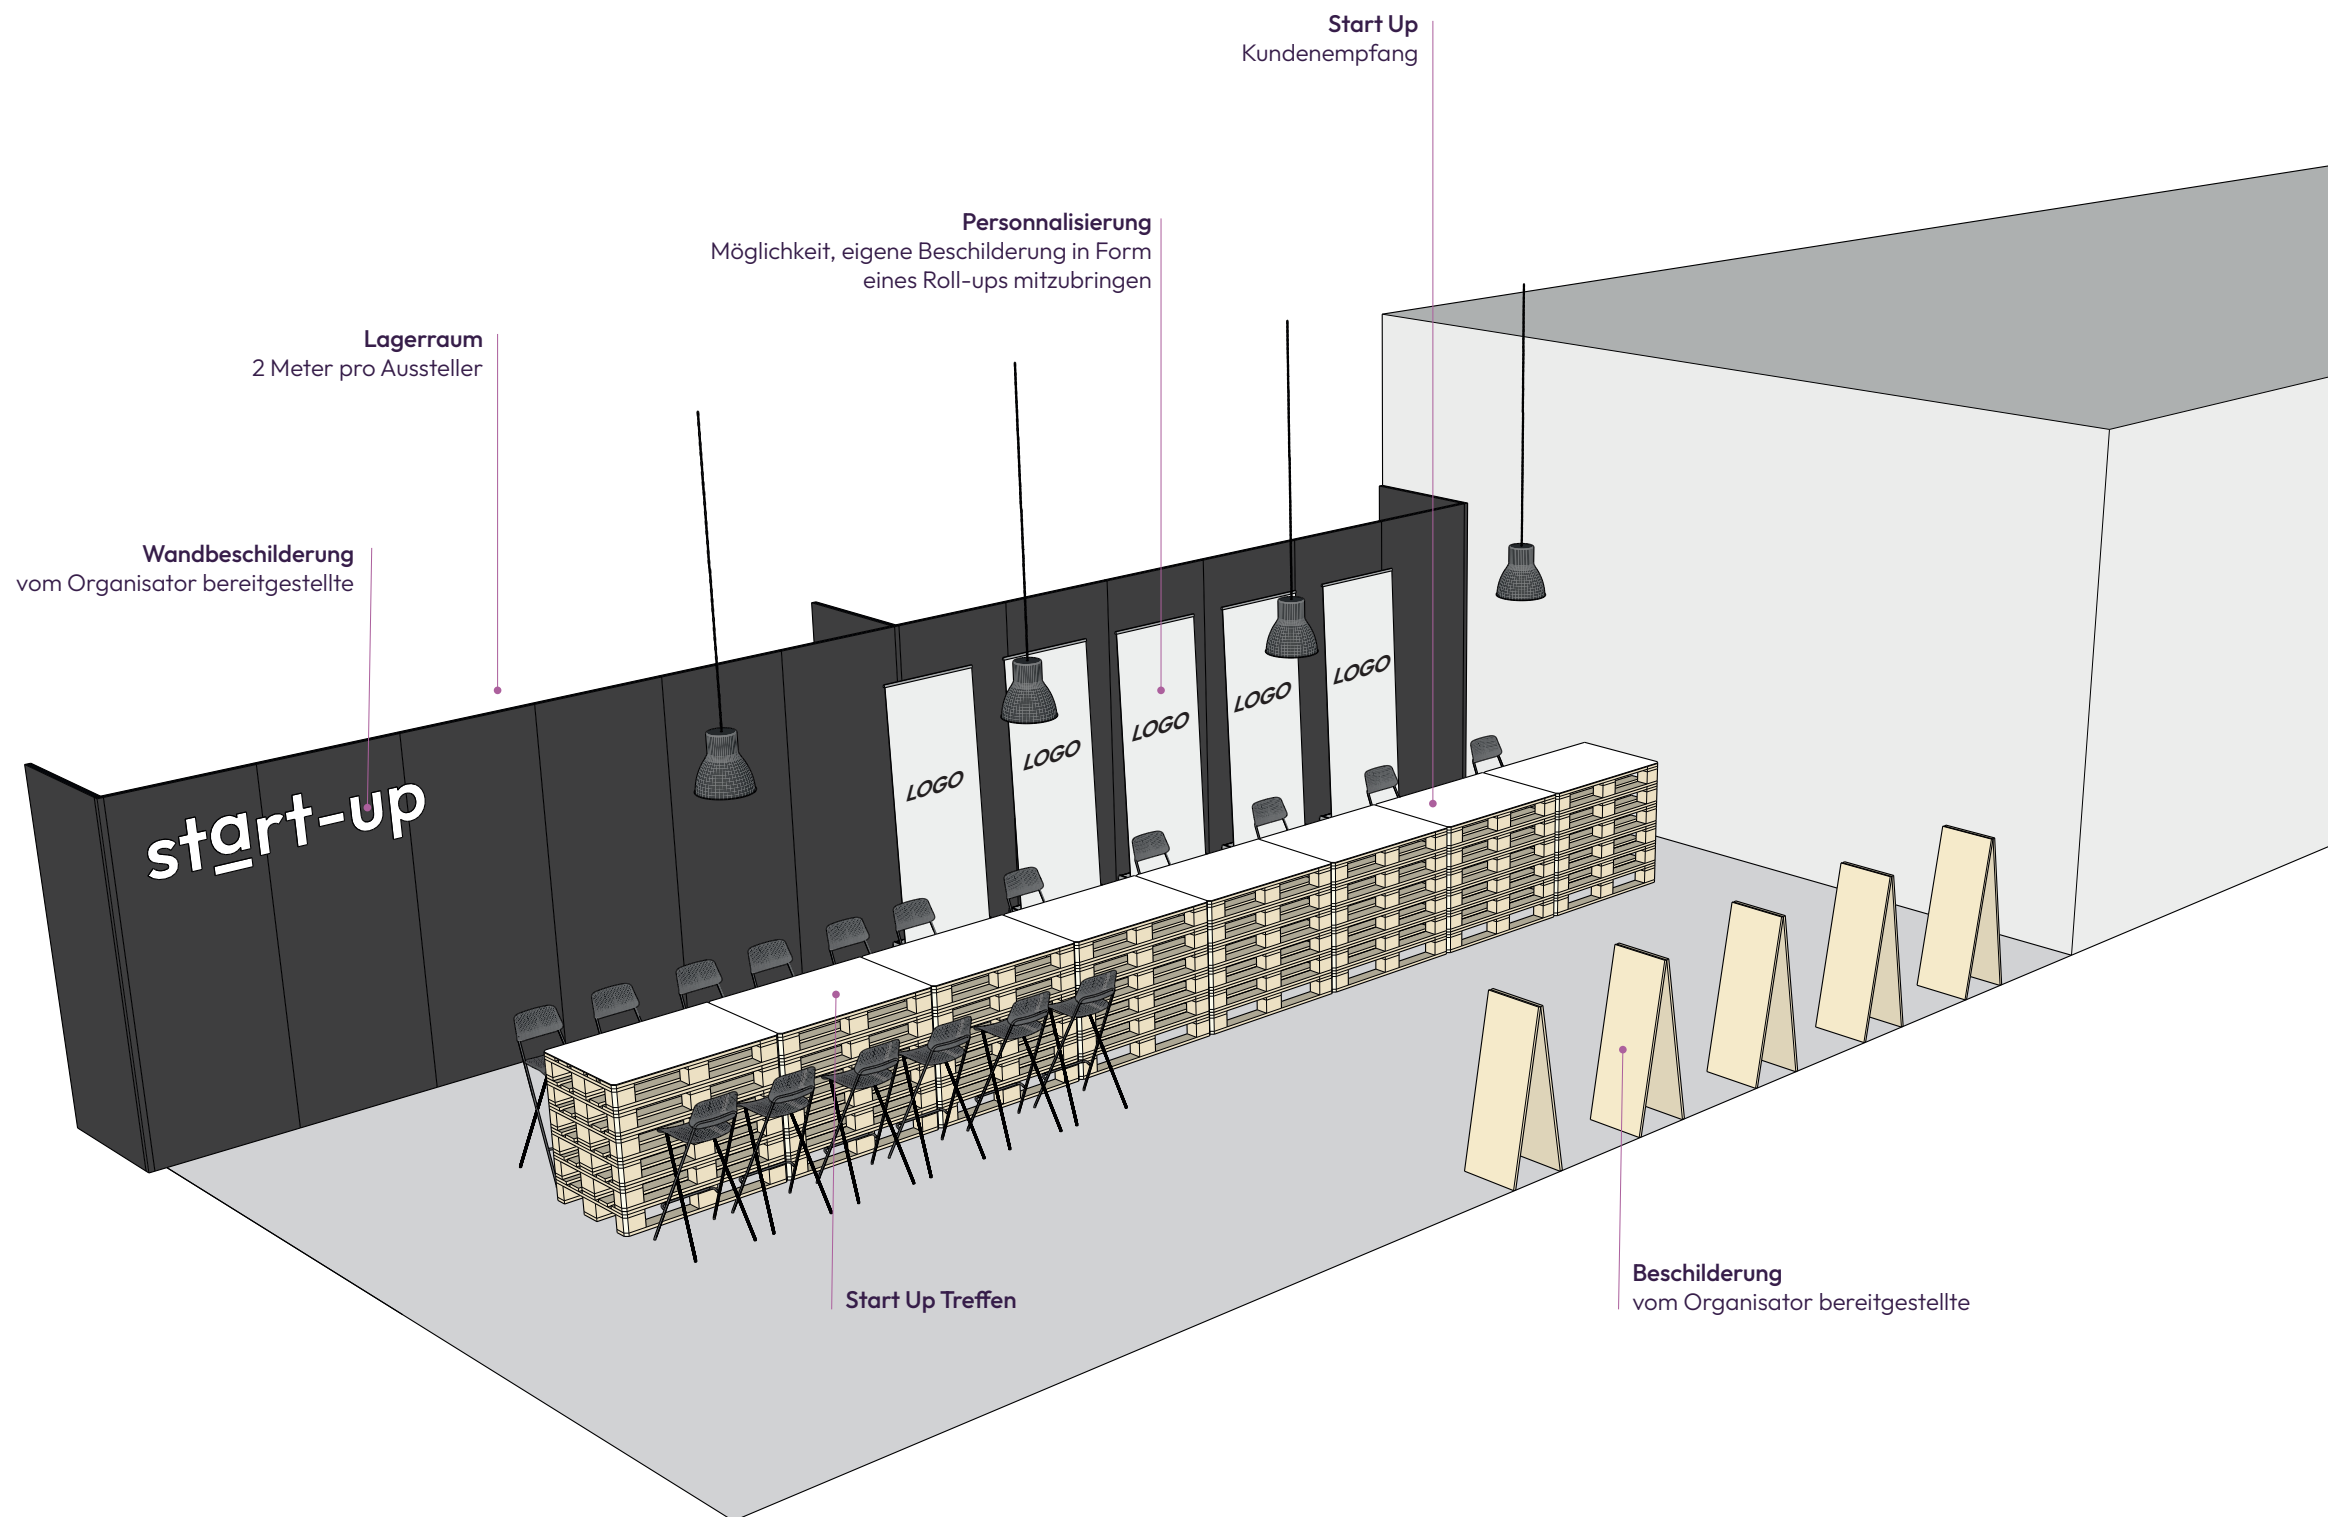 Start Up
Kundenempfang
Personnalisierung
Möglichkeit, eigene Beschilderung in Form
eines Roll-ups mitzubringen
Lagerraum
2 Meter pro Aussteller
Wandbeschilderung
vom Organisator bereitgestellte
start-up
LOGO
LOGO
LOGO
LOGO
LOGO
Start Up Treffen
Beschilderung
vom Organisator bereitgestellte